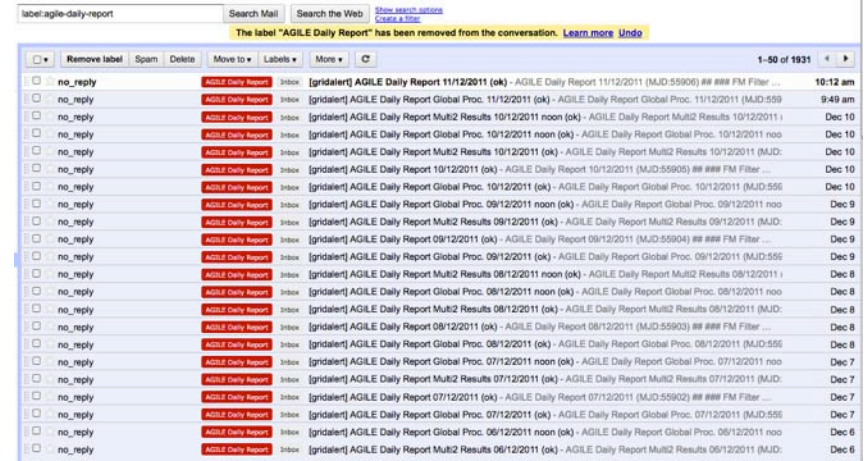 label:agile-daily-report Search Mail Search the Web Show search options
Create a filter
The label "AGILE Daily Report" has been removed from the conversation. Learn more Undo
Remove label Spam Delete Move to Labels More 1–50 of 1931
no_reply AGILE Daily Report Inbox [gridalert] AGILE Daily Report 11/12/2011 (ok) - AGILE Daily Report 11/12/2011 (MJD:55906) ## ### FM Filter ... 10:12 am
no_reply AGILE Daily Report Inbox [gridalert] AGILE Daily Report Global Proc. 11/12/2011 (ok) - AGILE Daily Report Global Proc. 11/12/2011 (MJD:559 9:49 am
no_reply AGILE Daily Report Inbox [gridalert] AGILE Daily Report Multi2 Results 10/12/2011 noon (ok) - AGILE Daily Report Multi2 Results 10/12/2011 Dec 10
no_reply AGILE Daily Report Inbox [gridalert] AGILE Daily Report Global Proc. 10/12/2011 noon (ok) - AGILE Daily Report Global Proc. 10/12/2011 noo Dec 10
no_reply AGILE Daily Report Inbox [gridalert] AGILE Daily Report Multi2 Results 10/12/2011 (ok) - AGILE Daily Report Multi2 Results 10/12/2011 (MJD: Dec 10
no_reply AGILE Daily Report Inbox [gridalert] AGILE Daily Report 10/12/2011 (ok) - AGILE Daily Report 10/12/2011 (MJD:55905) ## ### FM Filter ... Dec 10
no_reply AGILE Daily Report Inbox [gridalert] AGILE Daily Report Global Proc. 10/12/2011 (ok) - AGILE Daily Report Global Proc. 10/12/2011 (MJD:559 Dec 10
no_reply AGILE Daily Report Inbox [gridalert] AGILE Daily Report Global Proc. 09/12/2011 noon (ok) - AGILE Daily Report Global Proc. 09/12/2011 noo Dec 9
no_reply AGILE Daily Report Inbox [gridalert] AGILE Daily Report Multi2 Results 09/12/2011 (ok) - AGILE Daily Report Multi2 Results 09/12/2011 (MJD: Dec 9
no_reply AGILE Daily Report Inbox [gridalert] AGILE Daily Report 09/12/2011 (ok) - AGILE Daily Report 09/12/2011 (MJD:55904) ## ### FM Filter ... Dec 9
no_reply AGILE Daily Report Inbox [gridalert] AGILE Daily Report Global Proc. 09/12/2011 (ok) - AGILE Daily Report Global Proc. 09/12/2011 (MJD:559 Dec 9
no_reply AGILE Daily Report Inbox [gridalert] AGILE Daily Report Multi2 Results 08/12/2011 noon (ok) - AGILE Daily Report Multi2 Results 08/12/2011 Dec 8
no_reply AGILE Daily Report Inbox [gridalert] AGILE Daily Report Global Proc. 08/12/2011 noon (ok) - AGILE Daily Report Global Proc. 08/12/2011 noo Dec 8
no_reply AGILE Daily Report Inbox [gridalert] AGILE Daily Report Multi2 Results 08/12/2011 (ok) - AGILE Daily Report Multi2 Results 08/12/2011 (MJD: Dec 8
no_reply AGILE Daily Report Inbox [gridalert] AGILE Daily Report 08/12/2011 (ok) - AGILE Daily Report 08/12/2011 (MJD:55903) ## ### FM Filter ... Dec 8
no_reply AGILE Daily Report Inbox [gridalert] AGILE Daily Report Global Proc. 08/12/2011 (ok) - AGILE Daily Report Global Proc. 08/12/2011 (MJD:559 Dec 8
no_reply AGILE Daily Report Inbox [gridalert] AGILE Daily Report Global Proc. 07/12/2011 noon (ok) - AGILE Daily Report Global Proc. 07/12/2011 noo Dec 7
no_reply AGILE Daily Report Inbox [gridalert] AGILE Daily Report Multi2 Results 07/12/2011 (ok) - AGILE Daily Report Multi2 Results 07/12/2011 (MJD: Dec 7
no_reply AGILE Daily Report Inbox [gridalert] AGILE Daily Report 07/12/2011 (ok) - AGILE Daily Report 07/12/2011 (MJD:55902) ## ### FM Filter ... Dec 7
no_reply AGILE Daily Report Inbox [gridalert] AGILE Daily Report Global Proc. 07/12/2011 (ok) - AGILE Daily Report Global Proc. 07/12/2011 (MJD:559 Dec 7
no_reply AGILE Daily Report Inbox [gridalert] AGILE Daily Report Global Proc. 06/12/2011 noon (ok) - AGILE Daily Report Global Proc. 06/12/2011 noo Dec 6
no_reply AGILE Daily Report Inbox [gridalert] AGILE Daily Report Multi2 Results 06/12/2011 (ok) - AGILE Daily Report Multi2 Results 06/12/2011 (MJD: Dec 6